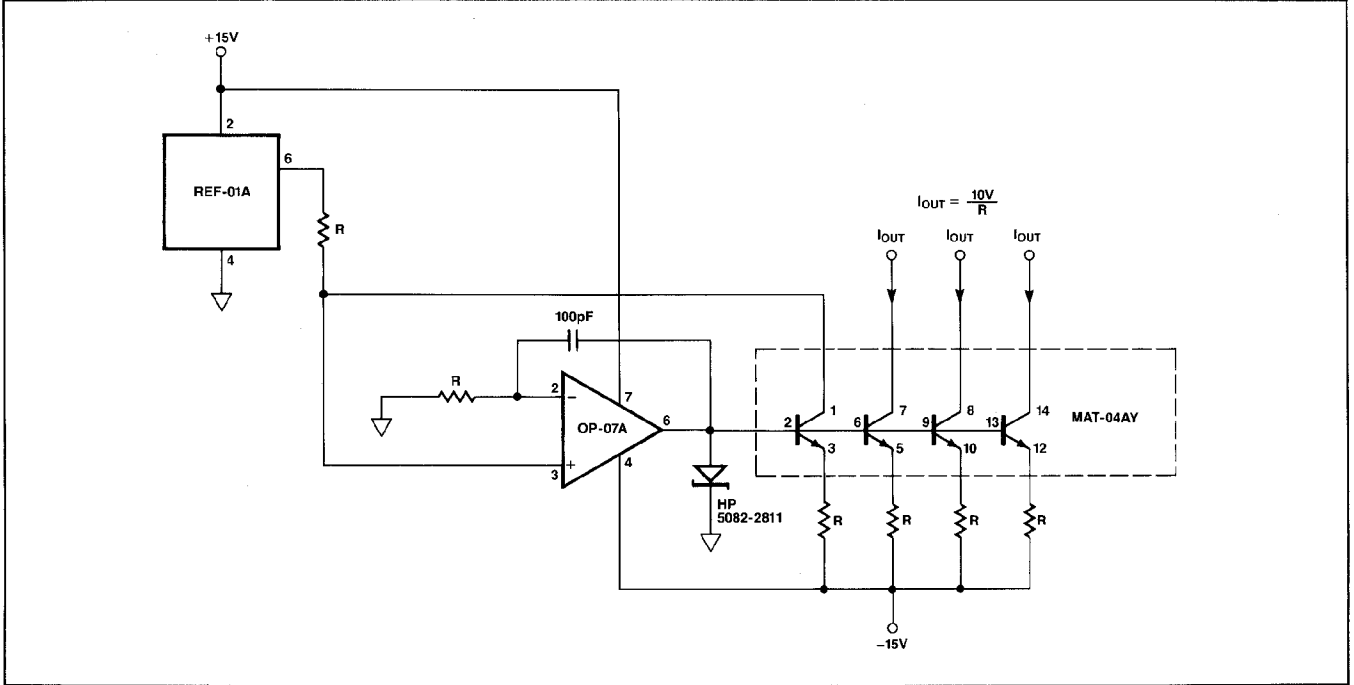 +15V
2
6
REF-01A
R
4
I_OUT = 10V/R
I_OUT I_OUT I_OUT
100pF
R
2 −
7
OP-07A
6
+
3
4
HP
5082-2811
MAT-04AY
2 1 6 7 9 8 13 14
3 5 10 12
R R R R
−15V